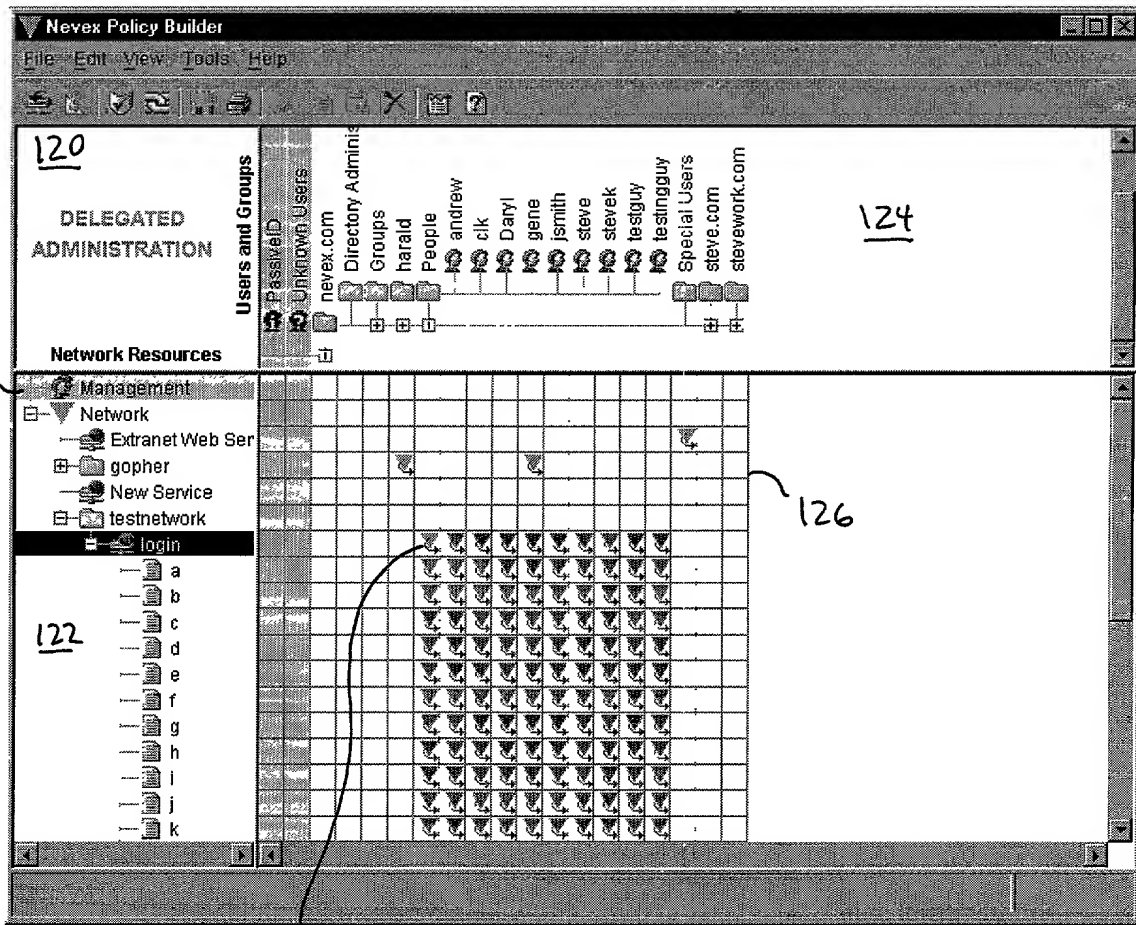 Nevex Policy Builder
File Edit View Tools Help
120
DELEGATED
ADMINISTRATION
Users and Groups
Network Resources
PassiveID
Unknown Users
nevex.com
Directory Adminis
Groups
harald
People
andrew
clk
Daryl
gene
jsmith
steve
stevek
testguy
testingguy
Special Users
steve.com
stevework.com
124
Management
Network
Extranet Web Ser
gopher
New Service
testnetwork
login
a
b
c
d
e
f
g
h
i
j
k
122
126